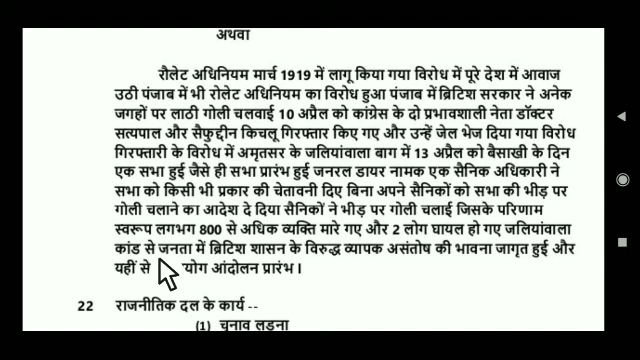 अथवा
रौलेट अधिनियम मार्च 1919 में लागू किया गया विरोध में पूरे देश में आवाज
उठी पंजाब में भी रोलेट अधिनियम का विरोध हुआ पंजाब में ब्रिटिश सरकार ने अनेक
जगहों पर लाठी गोली चलवाई 10 अप्रैल को कांग्रेस के दो प्रभावशाली नेता डॉक्टर
सत्यपाल और सैफुद्दीन किचलू गिरफ्तार किए गए और उन्हें जेल भेज दिया गया विरोध
गिरफ्तारी के विरोध में अमृतसर के जलियांवाला बाग में 13 अप्रैल को बैसाखी के दिन
एक सभा हुई जैसे ही सभा प्रारंभ हुई जनरल डायर नामक एक सैनिक अधिकारी ने
सभा को किसी भी प्रकार की चेतावनी दिए बिना अपने सैनिकों को सभा की भीड़ पर
गोली चलाने का आदेश दे दिया सैनिकों ने भीड़ पर गोली चलाई जिसके परिणाम
स्वरूप लगभग 800 से अधिक व्यक्ति मारे गए और 2 लोग घायल हो गए जलियांवाला
कांड से जनता में ब्रिटिश शासन के विरुद्ध व्यापक असंतोष की भावना जागृत हुई और
यहीं से योग आंदोलन प्रारंभ ।
22 राजनीतिक दल के कार्य --
(1) चुनाव लड़ना